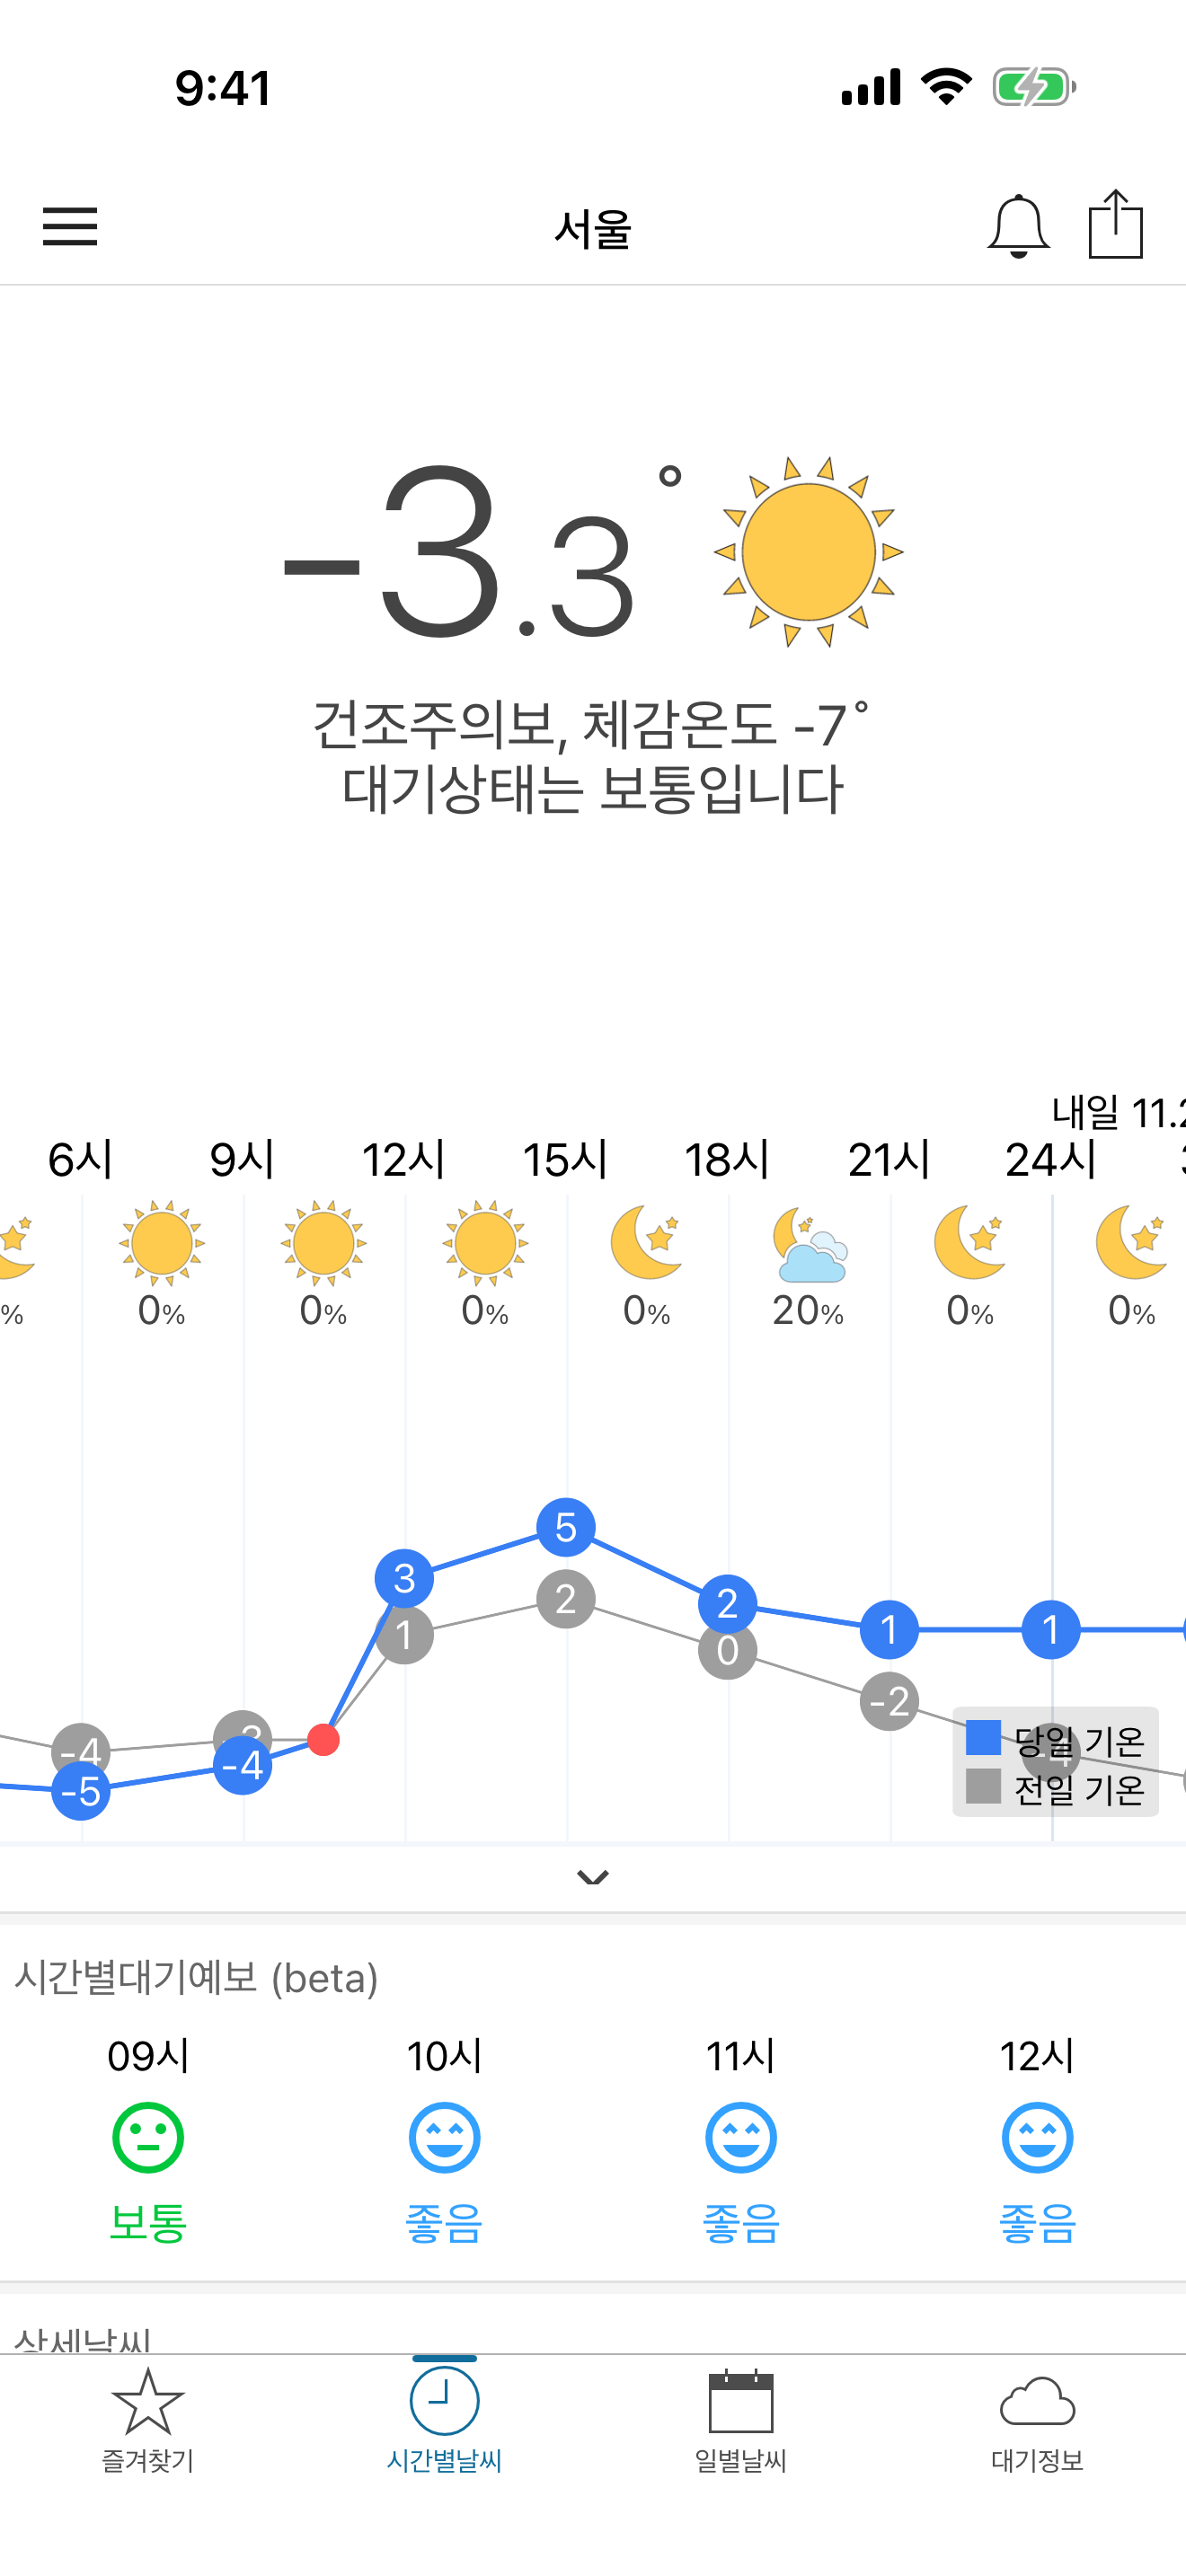 9:41
서울
-3.3°
건조주의보, 체감온도 -7°
대기상태는 보통입니다
내일
6시 9시 12시 15시 18시 21시 24시
% 0% 0% 0% 0% 20% 0% 0%
5
3
2
2
1
1
1
0
-2
-4
-4
-5
당일 기온
전일 기온
시간별대기예보 (beta)
09시 10시 11시 12시
보통 좋음 좋음 좋음
상세날씨
즐겨찾기 시간별날씨 일별날씨 대기정보